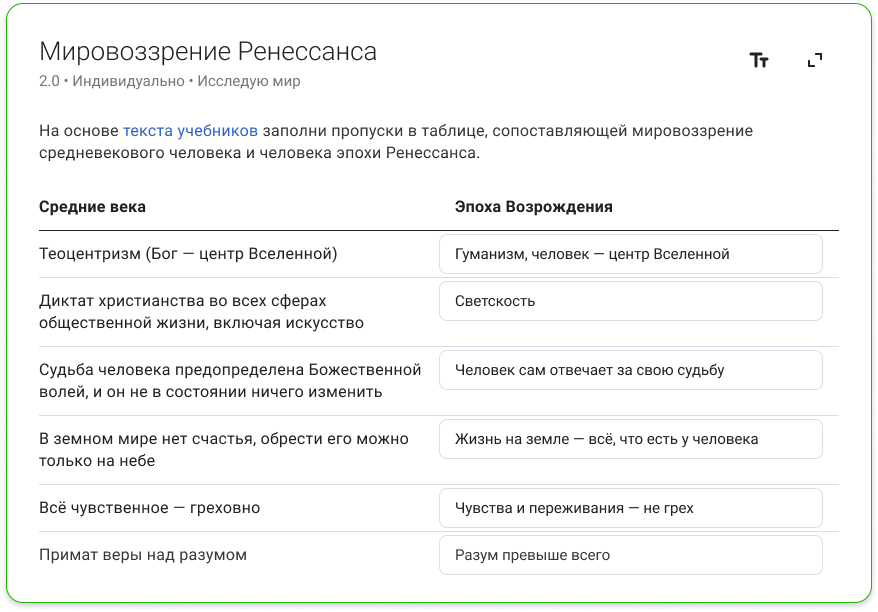 Мировоззрение Ренессанса
2.0 • Индивидуально • Исследую мир
Тт
На основе текста учебников заполни пропуски в таблице, сопоставляющей мировоззрение
средневекового человека и человека эпохи Ренессанса.
Средние века
Эпоха Возрождения
Теоцентризм (Бог — центр Вселенной)
Гуманизм, человек — центр Вселенной
Диктат христианства во всех сферах
общественной жизни, включая искусство
Светскость
Судьба человека предопределена Божественной
волей, и он не в состоянии ничего изменить
Человек сам отвечает за свою судьбу
В земном мире нет счастья, обрести его можно
только на небе
Жизнь на земле — всё, что есть у человека
Всё чувственное — греховно
Чувства и переживания — не грех
Примат веры над разумом
Разум превыше всего